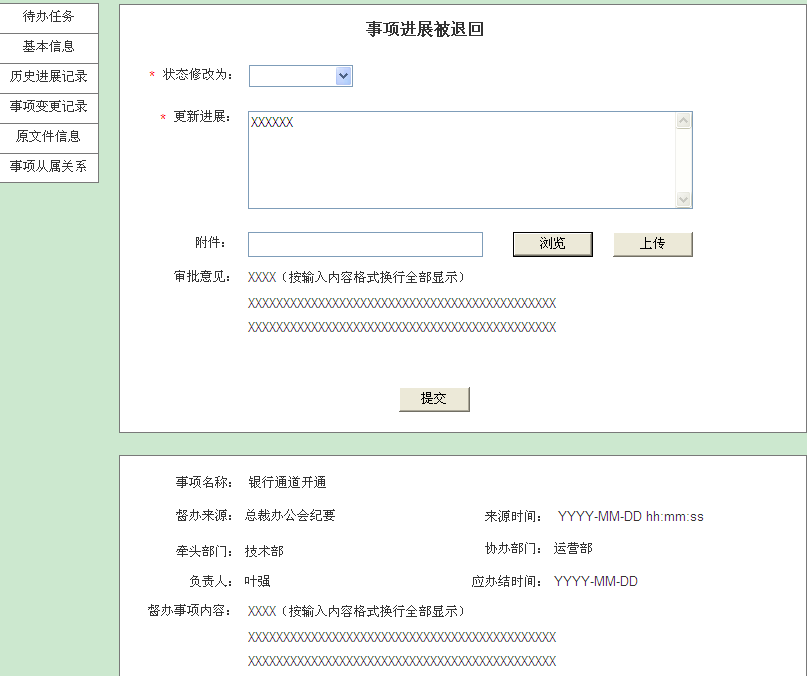 待办任务
基本信息
历史进展记录
事项变更记录
原文件信息
事项从属关系
事项进展被退回
* 状态修改为：
* 更新进展： XXXXXX
附件： 浏览 上传
审批意见： XXXX（按输入内容格式换行全部显示）
XXXXXXXXXXXXXXXXXXXXXXXXXXXXXXXXXXXXXXXXXXXX
XXXXXXXXXXXXXXXXXXXXXXXXXXXXXXXXXXXXXXXXXXXX
提交
事项名称： 银行通道开通
督办来源： 总裁办公会纪要 来源时间： YYYY-MM-DD hh:mm:ss
牵头部门： 技术部 协办部门： 运营部
负责人： 叶强 应办结时间： YYYY-MM-DD
督办事项内容： XXXX（按输入内容格式换行全部显示）
XXXXXXXXXXXXXXXXXXXXXXXXXXXXXXXXXXXXXXXXXXXX
XXXXXXXXXXXXXXXXXXXXXXXXXXXXXXXXXXXXXXXXXXXX